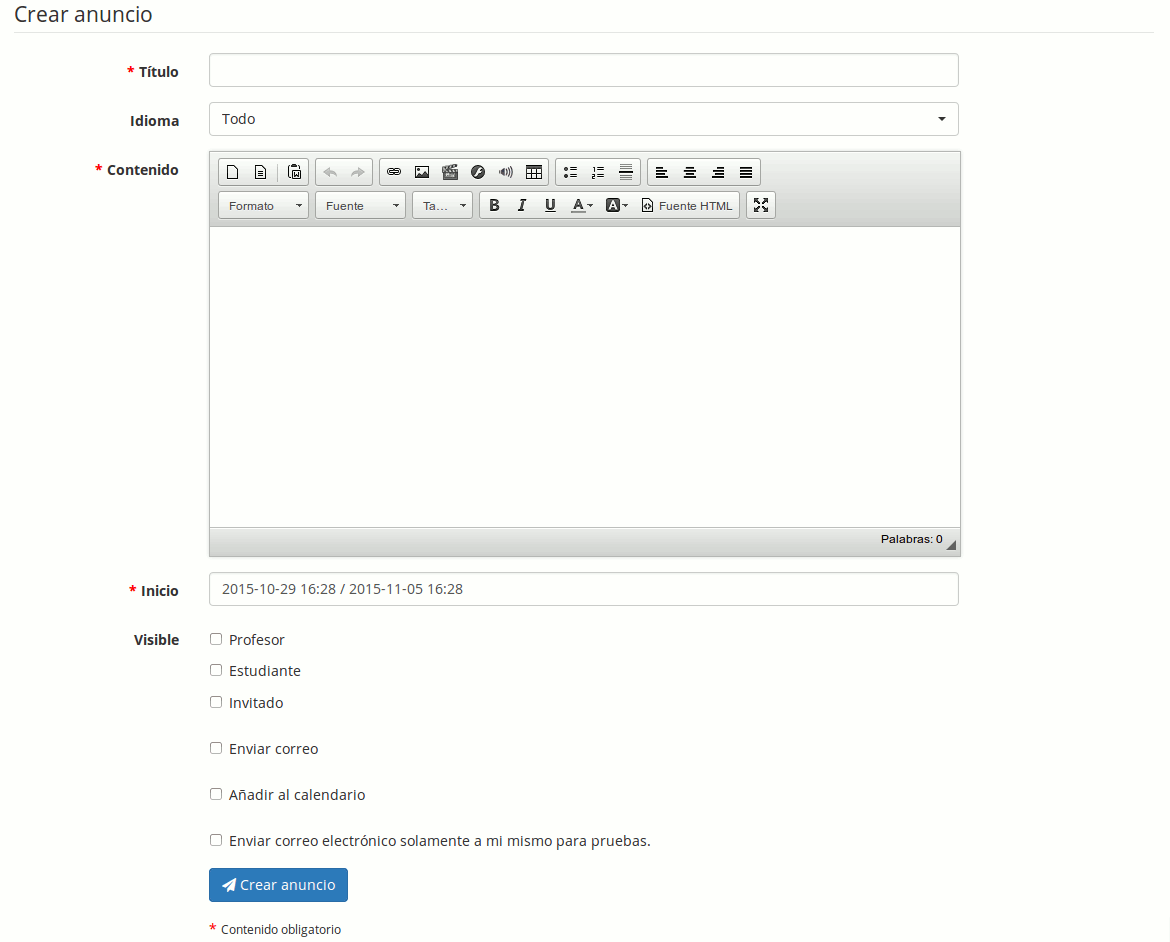 Crear anuncio
* Título
Idioma Todo
* Contenido
Formato Fuente Ta... B I U A A Fuente HTML
Palabras: 0
* Inicio 2015-10-29 16:28 / 2015-11-05 16:28
Visible Profesor
Estudiante
Invitado
Enviar correo
Añadir al calendario
Enviar correo electrónico solamente a mi mismo para pruebas.
Crear anuncio
* Contenido obligatorio